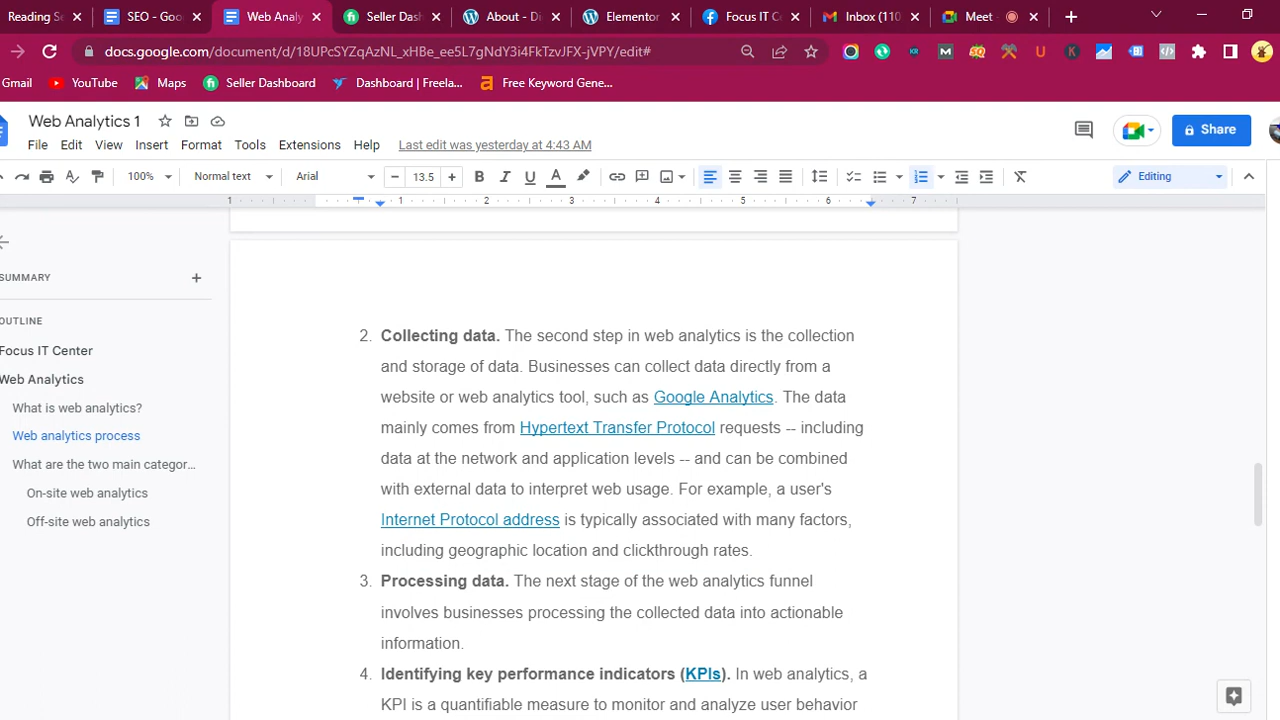 Reading Se
SEO - Goo
Web Analy
Seller Dash
About - Di
Elementor
Focus IT Ce
Inbox (110
Meet -
docs.google.com/document/d/18UPcSYZqAzNL_xHBe_ee5L7gNdY3i4FkTzvJFX-jVPY/edit#
Gmail
YouTube
Maps
Seller Dashboard
Dashboard | Freela...
Free Keyword Gene...
Web Analytics 1
File Edit View Insert Format Tools Extensions Help Last edit was yesterday at 4:43 AM
Share
100% Normal text Arial 13.5 B I U A Editing
1 1 2 3 4 5 6 7
SUMMARY
OUTLINE
Focus IT Center
Web Analytics
What is web analytics?
Web analytics process
What are the two main categor...
On-site web analytics
Off-site web analytics
2. Collecting data. The second step in web analytics is the collection
and storage of data. Businesses can collect data directly from a
website or web analytics tool, such as Google Analytics. The data
mainly comes from Hypertext Transfer Protocol requests -- including
data at the network and application levels -- and can be combined
with external data to interpret web usage. For example, a user's
Internet Protocol address is typically associated with many factors,
including geographic location and clickthrough rates.
3. Processing data. The next stage of the web analytics funnel
involves businesses processing the collected data into actionable
information.
4. Identifying key performance indicators (KPIs). In web analytics, a
KPI is a quantifiable measure to monitor and analyze user behavior